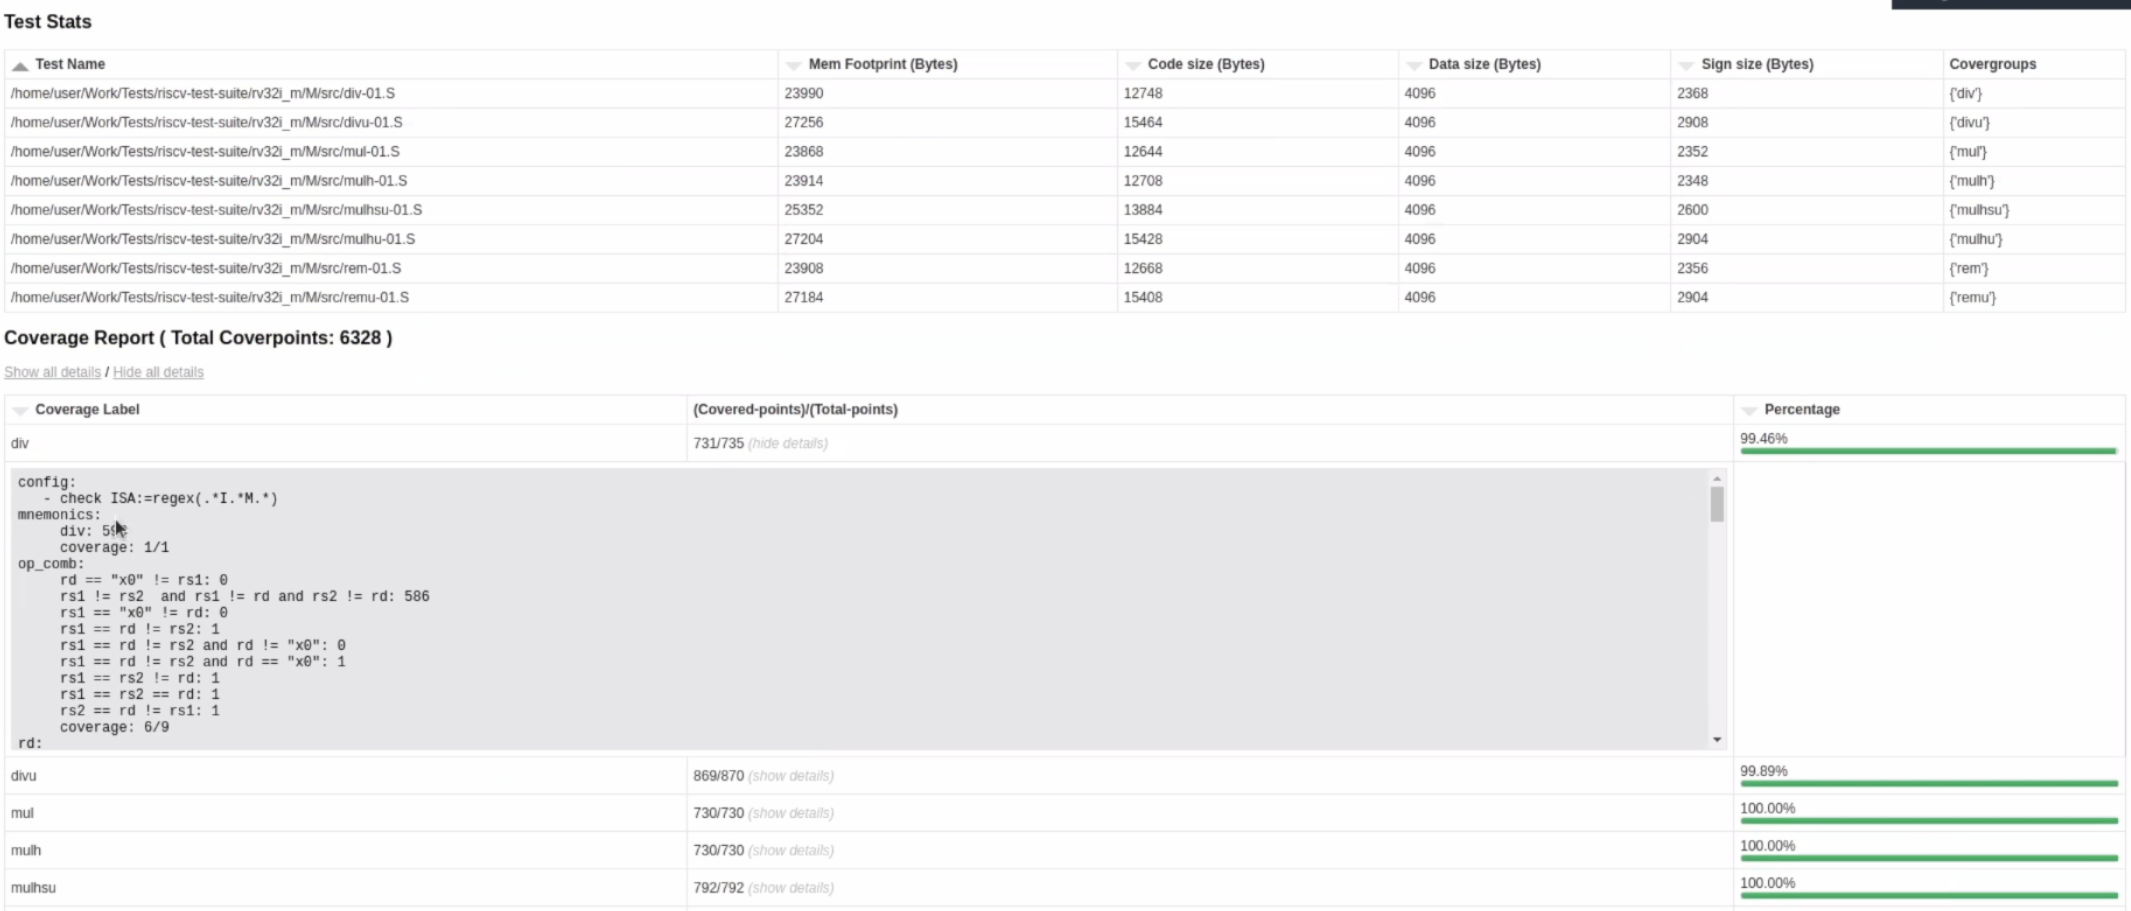 Test Stats
Test Name Mem Footprint (Bytes) Code size (Bytes) Data size (Bytes) Sign size (Bytes) Covergroups
/home/user/Work/Tests/riscv-test-suite/rv32i_m/M/src/div-01.S 23990 12748 4096 2368 {'div'}
/home/user/Work/Tests/riscv-test-suite/rv32i_m/M/src/divu-01.S 27256 15464 4096 2908 {'divu'}
/home/user/Work/Tests/riscv-test-suite/rv32i_m/M/src/mul-01.S 23868 12644 4096 2352 {'mul'}
/home/user/Work/Tests/riscv-test-suite/rv32i_m/M/src/mulh-01.S 23914 12708 4096 2348 {'mulh'}
/home/user/Work/Tests/riscv-test-suite/rv32i_m/M/src/mulhsu-01.S 25352 13884 4096 2600 {'mulhsu'}
/home/user/Work/Tests/riscv-test-suite/rv32i_m/M/src/mulhu-01.S 27204 15428 4096 2904 {'mulhu'}
/home/user/Work/Tests/riscv-test-suite/rv32i_m/M/src/rem-01.S 23908 12668 4096 2356 {'rem'}
/home/user/Work/Tests/riscv-test-suite/rv32i_m/M/src/remu-01.S 27184 15408 4096 2904 {'remu'}
Coverage Report ( Total Coverpoints: 6328 )
Show all details / Hide all details
Coverage Label (Covered-points)/(Total-points) Percentage
div 731/735 (hide details) 99.46%
config:
- check ISA:=regex(.*I.*M.*)
mnemonics:
div:
coverage: 1/1
op_comb:
rd == "x0" != rs1: 0
rs1 != rs2  and rs1 != rd and rs2 != rd: 586
rs1 == "x0" != rd: 0
rs1 == rd != rs2: 1
rs1 == rd != rs2 and rd != "x0": 0
rs1 == rd != rs2 and rd == "x0": 1
rs1 == rs2 != rd: 1
rs1 == rs2 == rd: 1
rs2 == rd != rs1: 1
coverage: 6/9
rd:
divu 869/870 (show details) 99.89%
mul 730/730 (show details) 100.00%
mulh 730/730 (show details) 100.00%
mulhsu 792/792 (show details) 100.00%